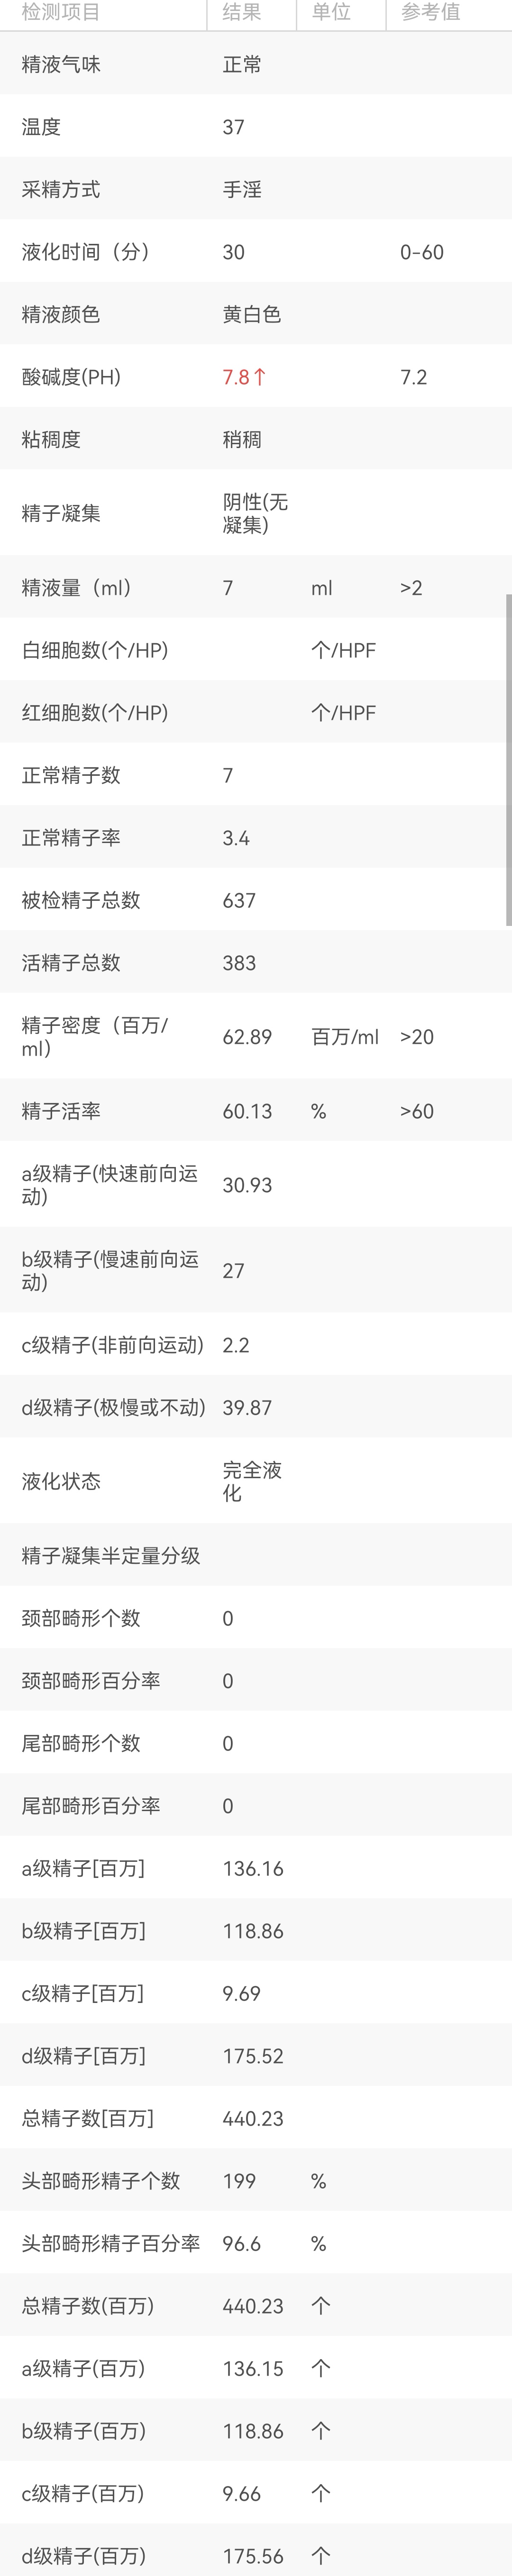 检测项目 结果 单位 参考值
精液气味 正常
温度 37
采精方式 手淫
液化时间（分） 30 0-60
精液颜色 黄白色
酸碱度(PH) 7.8↑ 7.2
粘稠度 稍稠
精子凝集 阴性(无
凝集)
精液量（ml） 7 ml >2
白细胞数(个/HP) 个/HPF
红细胞数(个/HP) 个/HPF
正常精子数 7
正常精子率 3.4
被检精子总数 637
活精子总数 383
精子密度（百万/
ml） 62.89 百万/ml >20
精子活率 60.13 % >60
a级精子(快速前向运
动) 30.93
b级精子(慢速前向运
动) 27
c级精子(非前向运动) 2.2
d级精子(极慢或不动) 39.87
液化状态 完全液
化
精子凝集半定量分级
颈部畸形个数 0
颈部畸形百分率 0
尾部畸形个数 0
尾部畸形百分率 0
a级精子[百万] 136.16
b级精子[百万] 118.86
c级精子[百万] 9.69
d级精子[百万] 175.52
总精子数[百万] 440.23
头部畸形精子个数 199 %
头部畸形精子百分率 96.6 %
总精子数(百万) 440.23 个
a级精子(百万) 136.15 个
b级精子(百万) 118.86 个
c级精子(百万) 9.66 个
d级精子(百万) 175.56 个